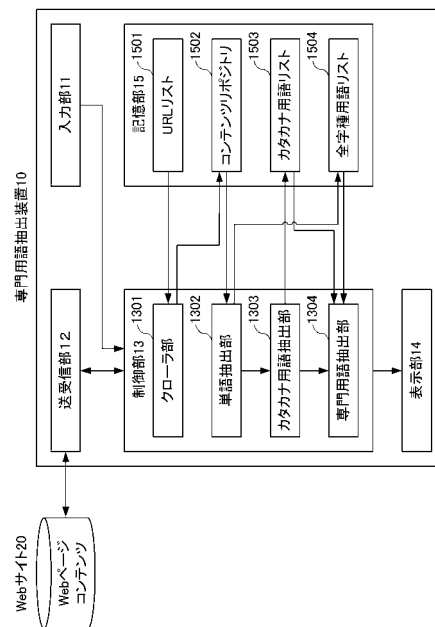 専門用語抽出装置10
Webサイト20
Webページ
コンテンツ
送受信部12
入力部11
制御部13
1301
クローラ部
1302
単語抽出部
1303
カタカナ用語抽出部
1304
専門用語抽出部
記憶部15
1501
URLリスト
1502
コンテンツリポジトリ
1503
カタカナ用語リスト
1504
全字種用語リスト
表示部14